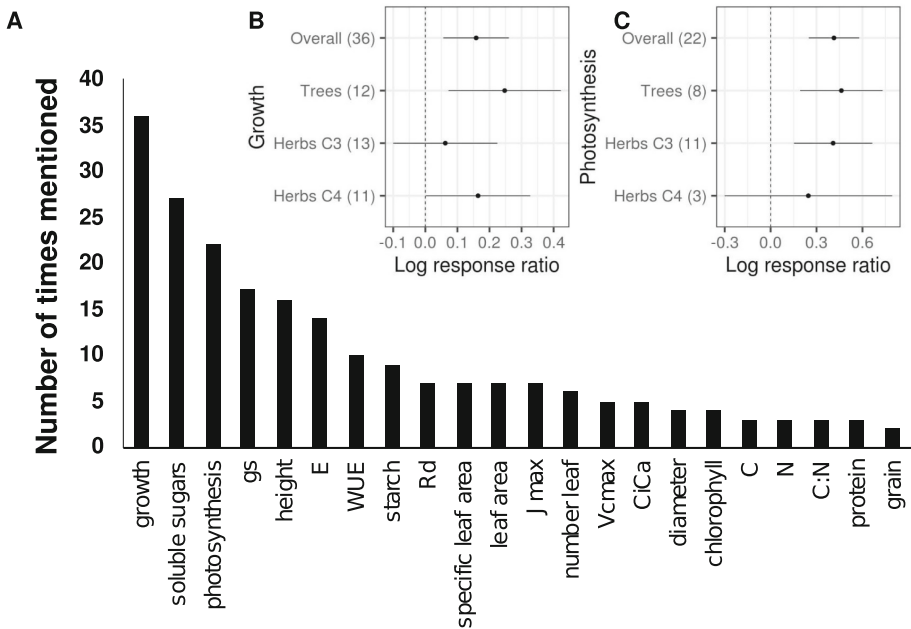 A
Number of times mentioned
40
35
30
25
20
15
10
5
0
growth
soluble sugars
photosynthesis
gs
height
E
WUE
starch
Rd
specific leaf area
leaf area
J max
number leaf
Vcmax
CiCa
diameter
chlorophyll
C
N
C:N
protein
grain
B
Growth
Overall (36)
Trees (12)
Herbs C3 (13)
Herbs C4 (11)
-0.1 0.0 0.1 0.2 0.3 0.4
Log response ratio
C
Photosynthesis
Overall (22)
Trees (8)
Herbs C3 (11)
Herbs C4 (3)
-0.3 0.0 0.3 0.6
Log response ratio